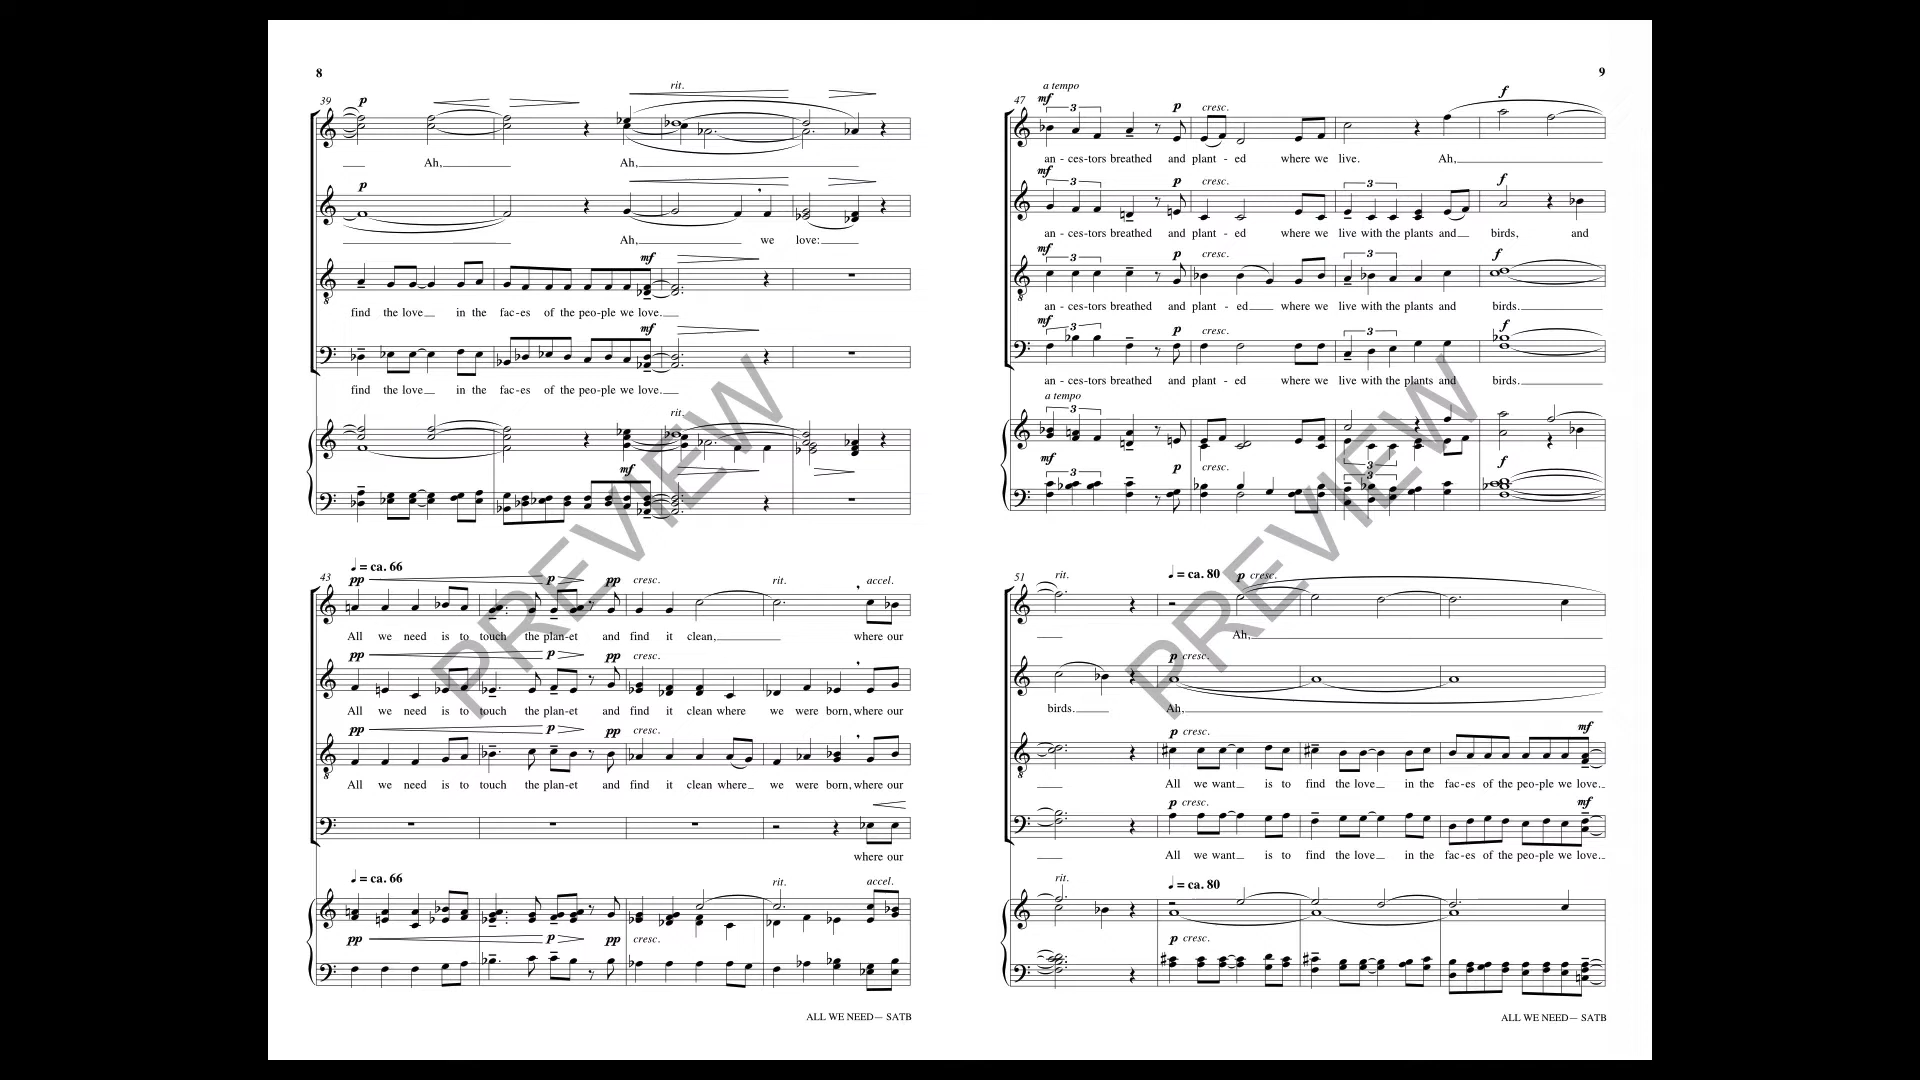 8
rit.
39 p
Ah, Ah,
p
Ah, we love:
mf
find the love in the fac-es of the peo-ple we love.
mf
find the love in the fac-es of the peo-ple we love.
rit.
mf
♩ = ca. 66
43 pp p pp cresc. rit. accel.
All we need is to touch the plan-et and find it clean, where our
pp p pp cresc.
All we need is to touch the plan-et and find it clean where we were born, where our
pp p pp cresc.
All we need is to touch the plan-et and find it clean where we were born, where our
where our
♩ = ca. 66
rit. accel.
pp p pp cresc.
ALL WE NEED— SATB
PREVIEW
9
a tempo
47 mf 3 p cresc. f
an - ces-tors breathed and plant - ed where we live. Ah,
mf 3 p cresc. 3 f
an - ces-tors breathed and plant - ed where we live with the plants and birds, and
mf 3 p cresc. 3 f
an - ces-tors breathed and plant - ed where we live with the plants and birds.
mf 3 p cresc. 3 f
an - ces-tors breathed and plant - ed where we live with the plants and birds.
a tempo
3 3
mf 3 p cresc. 3 f
51 rit. ♩ = ca. 80 p cresc.
Ah,
p cresc.
birds. Ah,
p cresc. mf
All we want is to find the love in the fac-es of the peo-ple we love.
p cresc. mf
All we want is to find the love in the fac-es of the peo-ple we love.
rit. ♩ = ca. 80
p cresc.
ALL WE NEED— SATB
PREVIEW